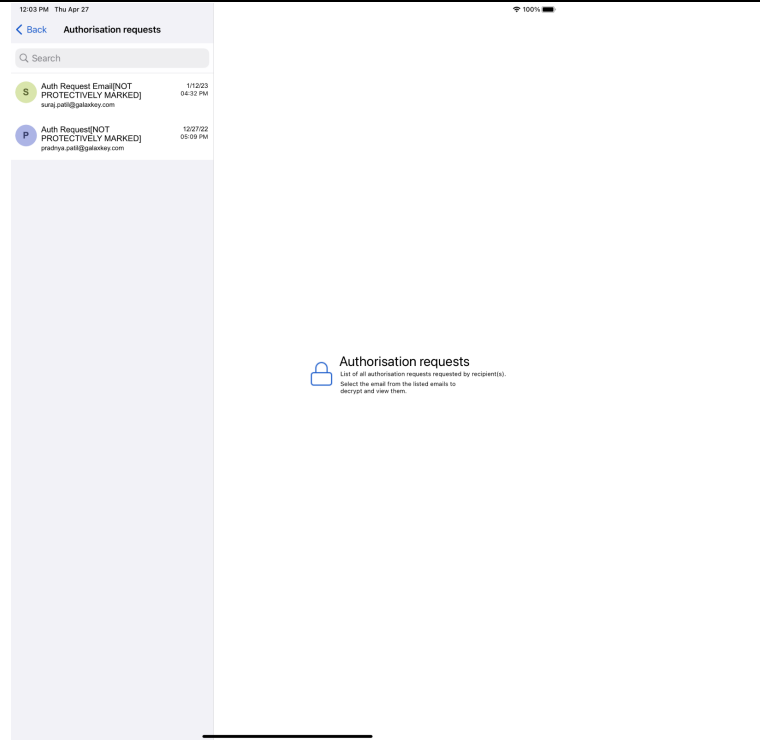 12:03 PM Thu Apr 27
100%
Back Authorisation requests
Search
S
Auth Request Email[NOT
PROTECTIVELY MARKED]
suraj.patil@galaxkey.com
1/12/23
04:32 PM
P
Auth Request[NOT
PROTECTIVELY MARKED]
pradnya.patil@galaxkey.com
12/27/22
05:09 PM
Authorisation requests
List of all authorisation requests requested by recipient(s).
Select the email from the listed emails to
decrypt and view them.